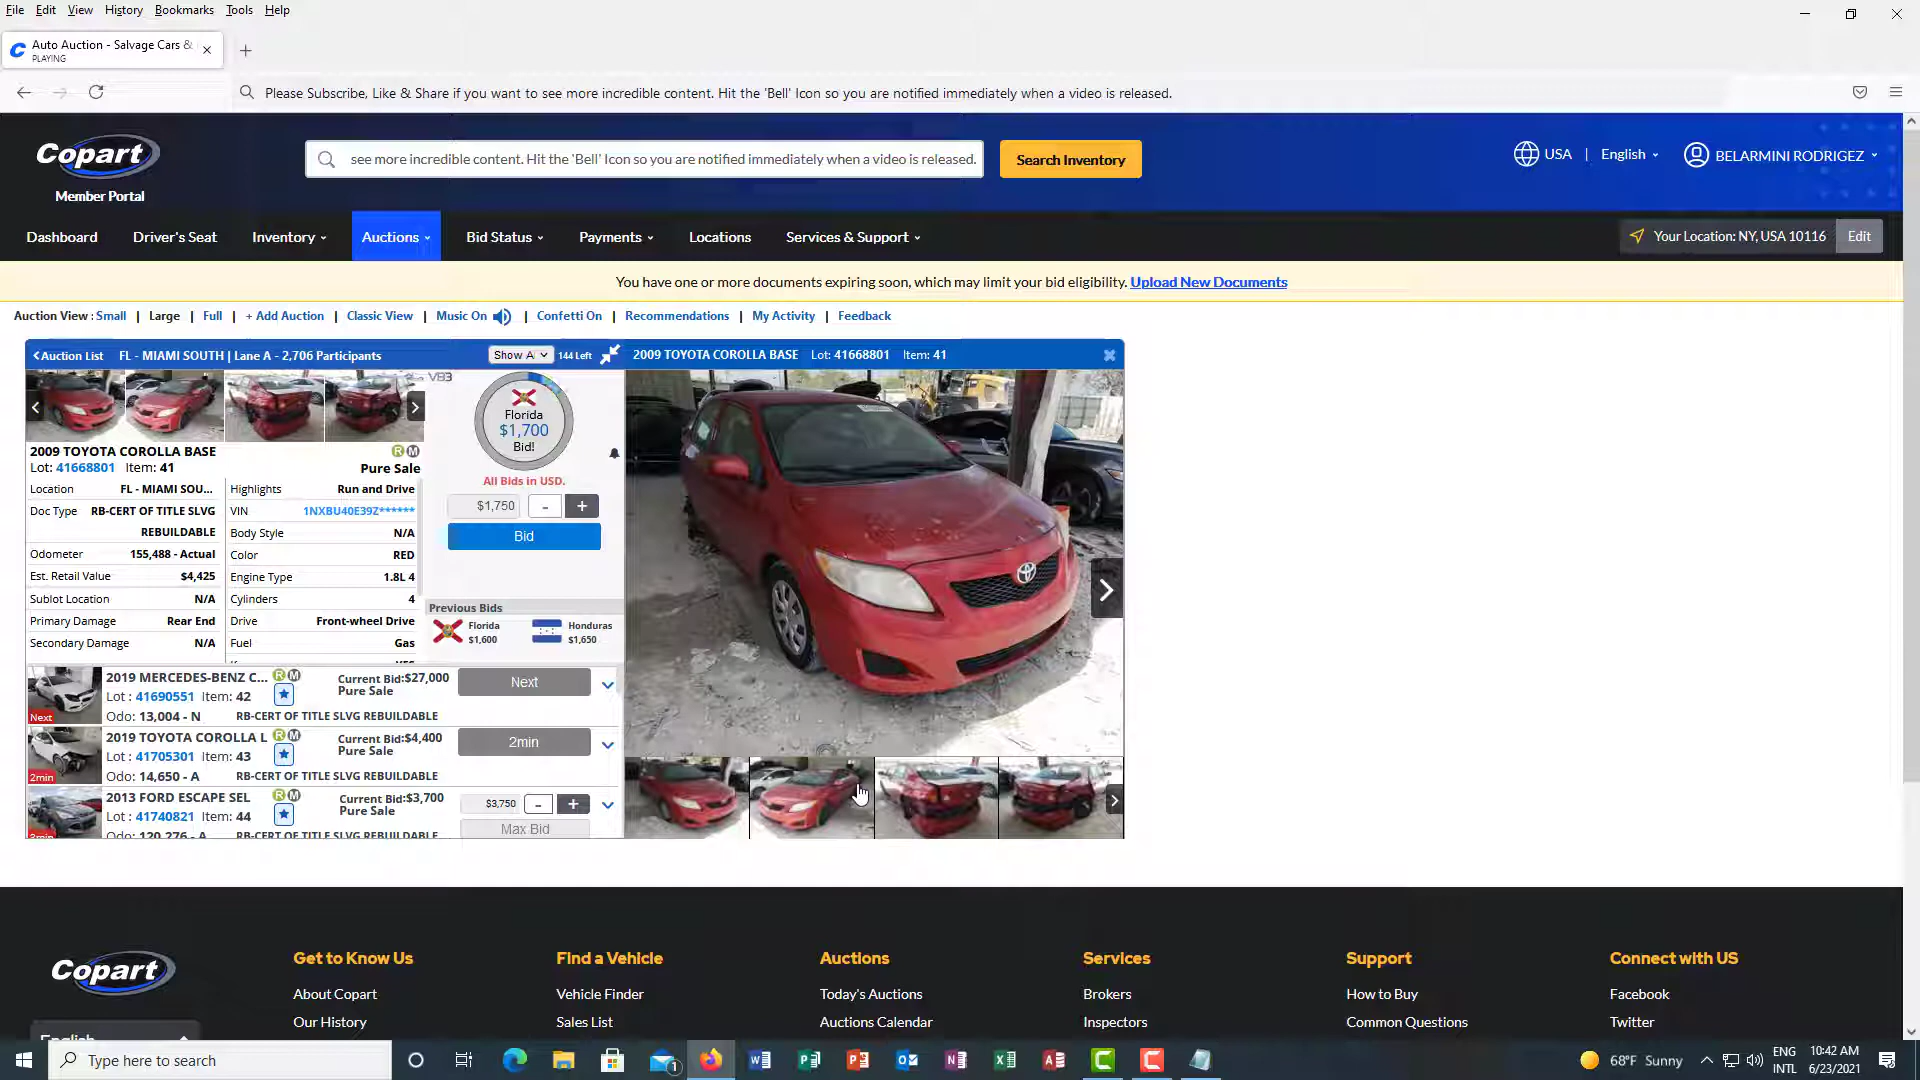 File Edit View History Bookmarks Tools Help
Auto Auction - Salvage Cars &
PLAYING
Please Subscribe, Like & Share if you want to see more incredible content. Hit the 'Bell' Icon so you are notified immediately when a video is released.
Copart
Member Portal
see more incredible content. Hit the 'Bell' Icon so you are notified immediately when a video is released.
Search Inventory
USA | English
BELARMINI RODRIGEZ
Dashboard Driver's Seat Inventory Auctions Bid Status Payments Locations Services & Support
Your Location: NY, USA 10116 Edit
You have one or more documents expiring soon, which may limit your bid eligibility. Upload New Documents
Auction View : Small | Large | Full | + Add Auction | Classic View | Music On | Confetti On | Recommendations | My Activity | Feedback
Auction List FL - MIAMI SOUTH | Lane A - 2,706 Participants
Show A 144 Left
2009 TOYOTA COROLLA BASE Lot: 41668801 Item: 41
VB3
Florida
$1,700
Bid!
All Bids in USD.
$1,750 - +
Bid
Previous Bids
Florida
$1,600
Honduras
$1,650
2009 TOYOTA COROLLA BASE R M
Lot: 41668801 Item: 41 Pure Sale
Location FL - MIAMI SOU...
Doc Type RB-CERT OF TITLE SLVG
REBUILDABLE
Odometer 155,488 - Actual
Est. Retail Value $4,425
Sublot Location N/A
Primary Damage Rear End
Secondary Damage N/A
Highlights Run and Drive
VIN 1NXBU40E39Z******
Body Style N/A
Color RED
Engine Type 1.8L 4
Cylinders 4
Drive Front-wheel Drive
Fuel Gas
2019 MERCEDES-BENZ C... R M
Lot : 41690551 Item: 42
Odo: 13,004 - N RB-CERT OF TITLE SLVG REBUILDABLE
Current Bid:$27,000
Pure Sale
Next
Next
2019 TOYOTA COROLLA L R M
Lot : 41705301 Item: 43
Odo: 14,650 - A RB-CERT OF TITLE SLVG REBUILDABLE
Current Bid:$4,400
Pure Sale
2min
2min
2013 FORD ESCAPE SEL R M
Lot : 41740821 Item: 44
Odo: 120,276 - A RB-CERT OF TITLE SLVG REBUILDABLE
Current Bid:$3,700
Pure Sale
$3,750 - +
Max Bid
3min
Copart
English
Get to Know Us
About Copart
Our History
Find a Vehicle
Vehicle Finder
Sales List
Auctions
Today's Auctions
Auctions Calendar
Services
Brokers
Inspectors
Support
How to Buy
Common Questions
Connect with US
Facebook
Twitter
Type here to search
1
68°F Sunny
ENG
INTL
10:42 AM
6/23/2021